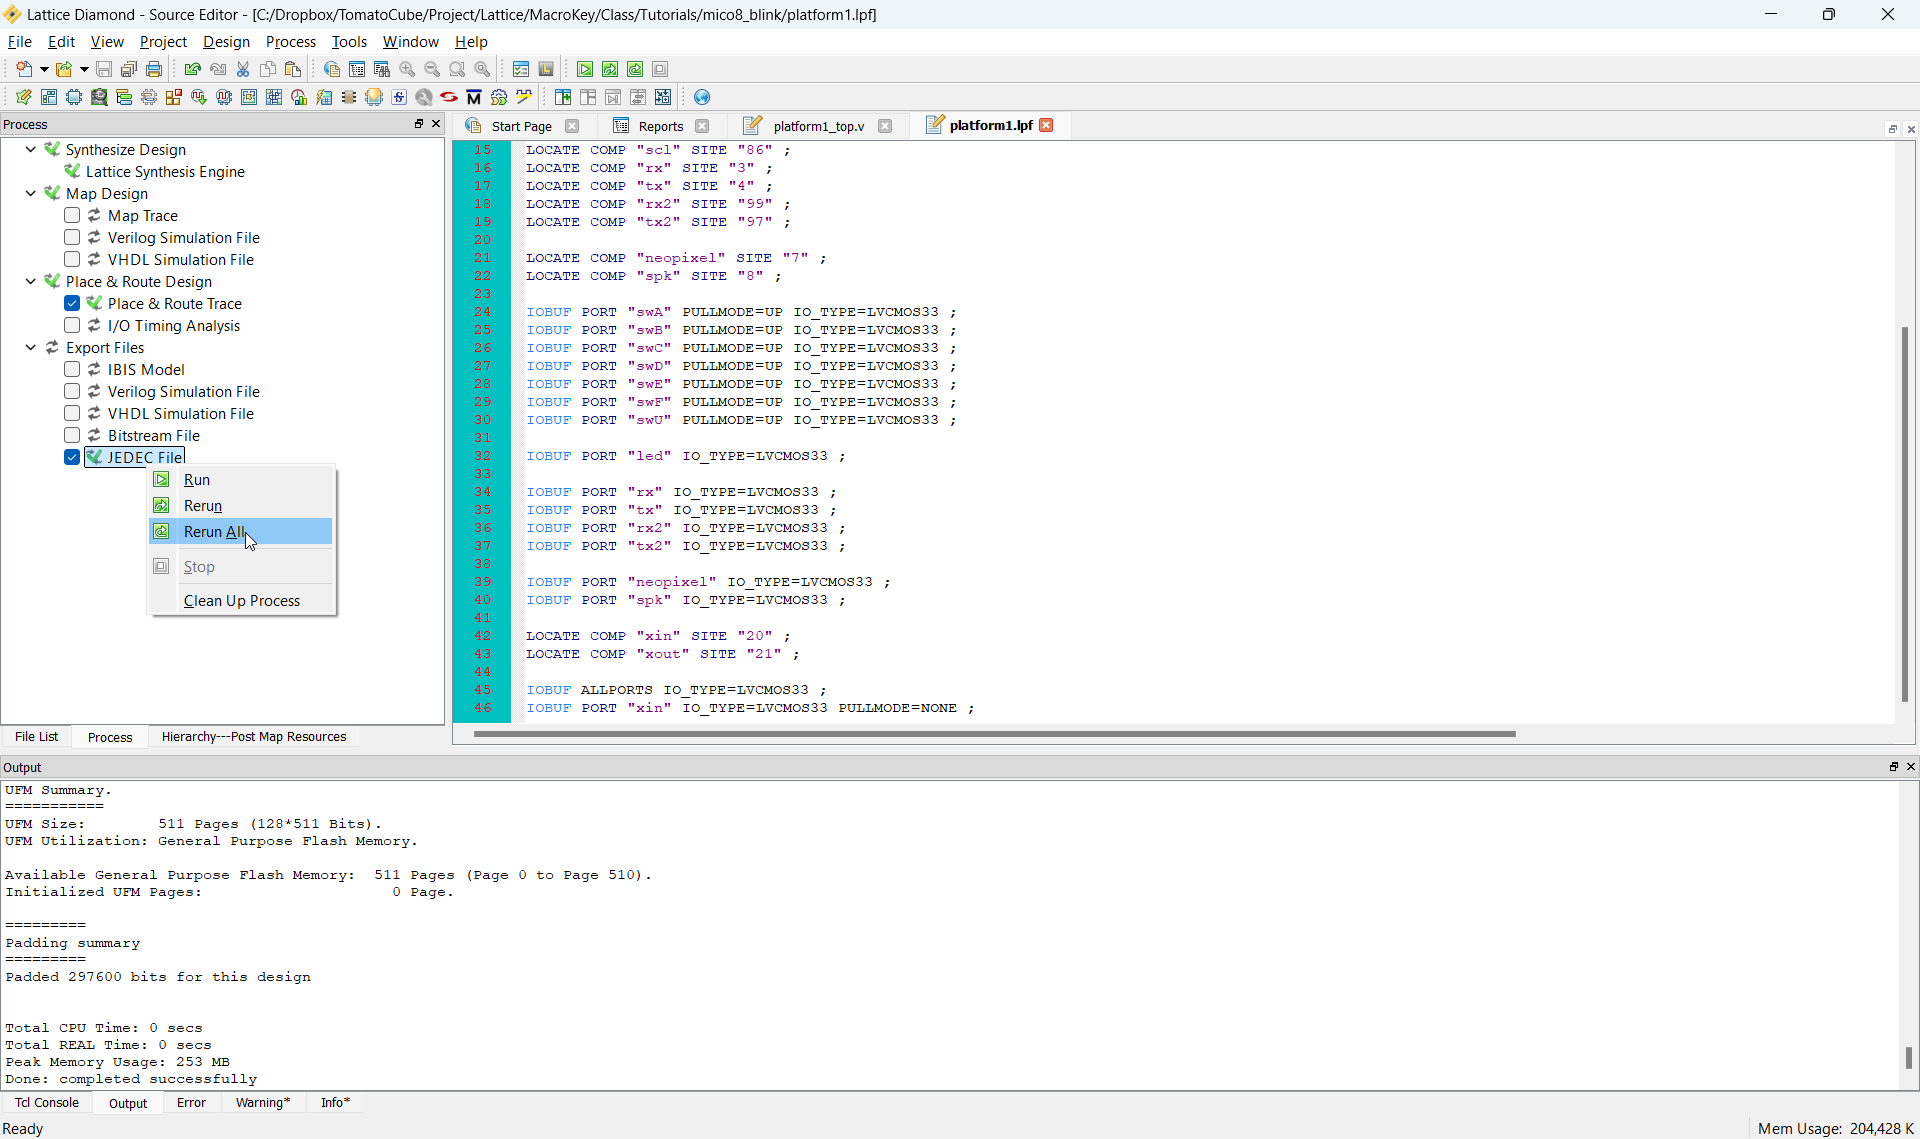 Lattice Diamond - Source Editor - [C:/Dropbox/TomatoCube/Project/Lattice/MacroKey/Class/Tutorials/mico8_blink/platform1.lpf]
File Edit View Project Design Process Tools Window Help
Process
Start Page
Reports
platform1_top.v
platform1.lpf
Synthesize Design
Lattice Synthesis Engine
Map Design
Map Trace
Verilog Simulation File
VHDL Simulation File
Place & Route Design
Place & Route Trace
I/O Timing Analysis
Export Files
IBIS Model
Verilog Simulation File
VHDL Simulation File
Bitstream File
JEDEC File
Run
Rerun
Rerun All
Stop
Clean Up Process
15 LOCATE COMP "scl" SITE "86" ;
16 LOCATE COMP "rx" SITE "3" ;
17 LOCATE COMP "tx" SITE "4" ;
18 LOCATE COMP "rx2" SITE "99" ;
19 LOCATE COMP "tx2" SITE "97" ;
20
21 LOCATE COMP "neopixel" SITE "7" ;
22 LOCATE COMP "spk" SITE "8" ;
23
24 IOBUF PORT "swA" PULLMODE=UP IO_TYPE=LVCMOS33 ;
25 IOBUF PORT "swB" PULLMODE=UP IO_TYPE=LVCMOS33 ;
26 IOBUF PORT "swC" PULLMODE=UP IO_TYPE=LVCMOS33 ;
27 IOBUF PORT "swD" PULLMODE=UP IO_TYPE=LVCMOS33 ;
28 IOBUF PORT "swE" PULLMODE=UP IO_TYPE=LVCMOS33 ;
29 IOBUF PORT "swF" PULLMODE=UP IO_TYPE=LVCMOS33 ;
30 IOBUF PORT "swU" PULLMODE=UP IO_TYPE=LVCMOS33 ;
31
32 IOBUF PORT "led" IO_TYPE=LVCMOS33 ;
33
34 IOBUF PORT "rx" IO_TYPE=LVCMOS33 ;
35 IOBUF PORT "tx" IO_TYPE=LVCMOS33 ;
36 IOBUF PORT "rx2" IO_TYPE=LVCMOS33 ;
37 IOBUF PORT "tx2" IO_TYPE=LVCMOS33 ;
38
39 IOBUF PORT "neopixel" IO_TYPE=LVCMOS33 ;
40 IOBUF PORT "spk" IO_TYPE=LVCMOS33 ;
41
42 LOCATE COMP "xin" SITE "20" ;
43 LOCATE COMP "xout" SITE "21" ;
44
45 IOBUF ALLPORTS IO_TYPE=LVCMOS33 ;
46 IOBUF PORT "xin" IO_TYPE=LVCMOS33 PULLMODE=NONE ;
File List Process Hierarchy---Post Map Resources
Output
UFM Summary.
===========
UFM Size: 511 Pages (128*511 Bits).
UFM Utilization: General Purpose Flash Memory.
Available General Purpose Flash Memory: 511 Pages (Page 0 to Page 510).
Initialized UFM Pages: 0 Page.
=========
Padding summary
=========
Padded 297600 bits for this design
Total CPU Time: 0 secs
Total REAL Time: 0 secs
Peak Memory Usage: 253 MB
Done: completed successfully
Tcl Console Output Error Warning* Info*
Ready
Mem Usage: 204,428 K